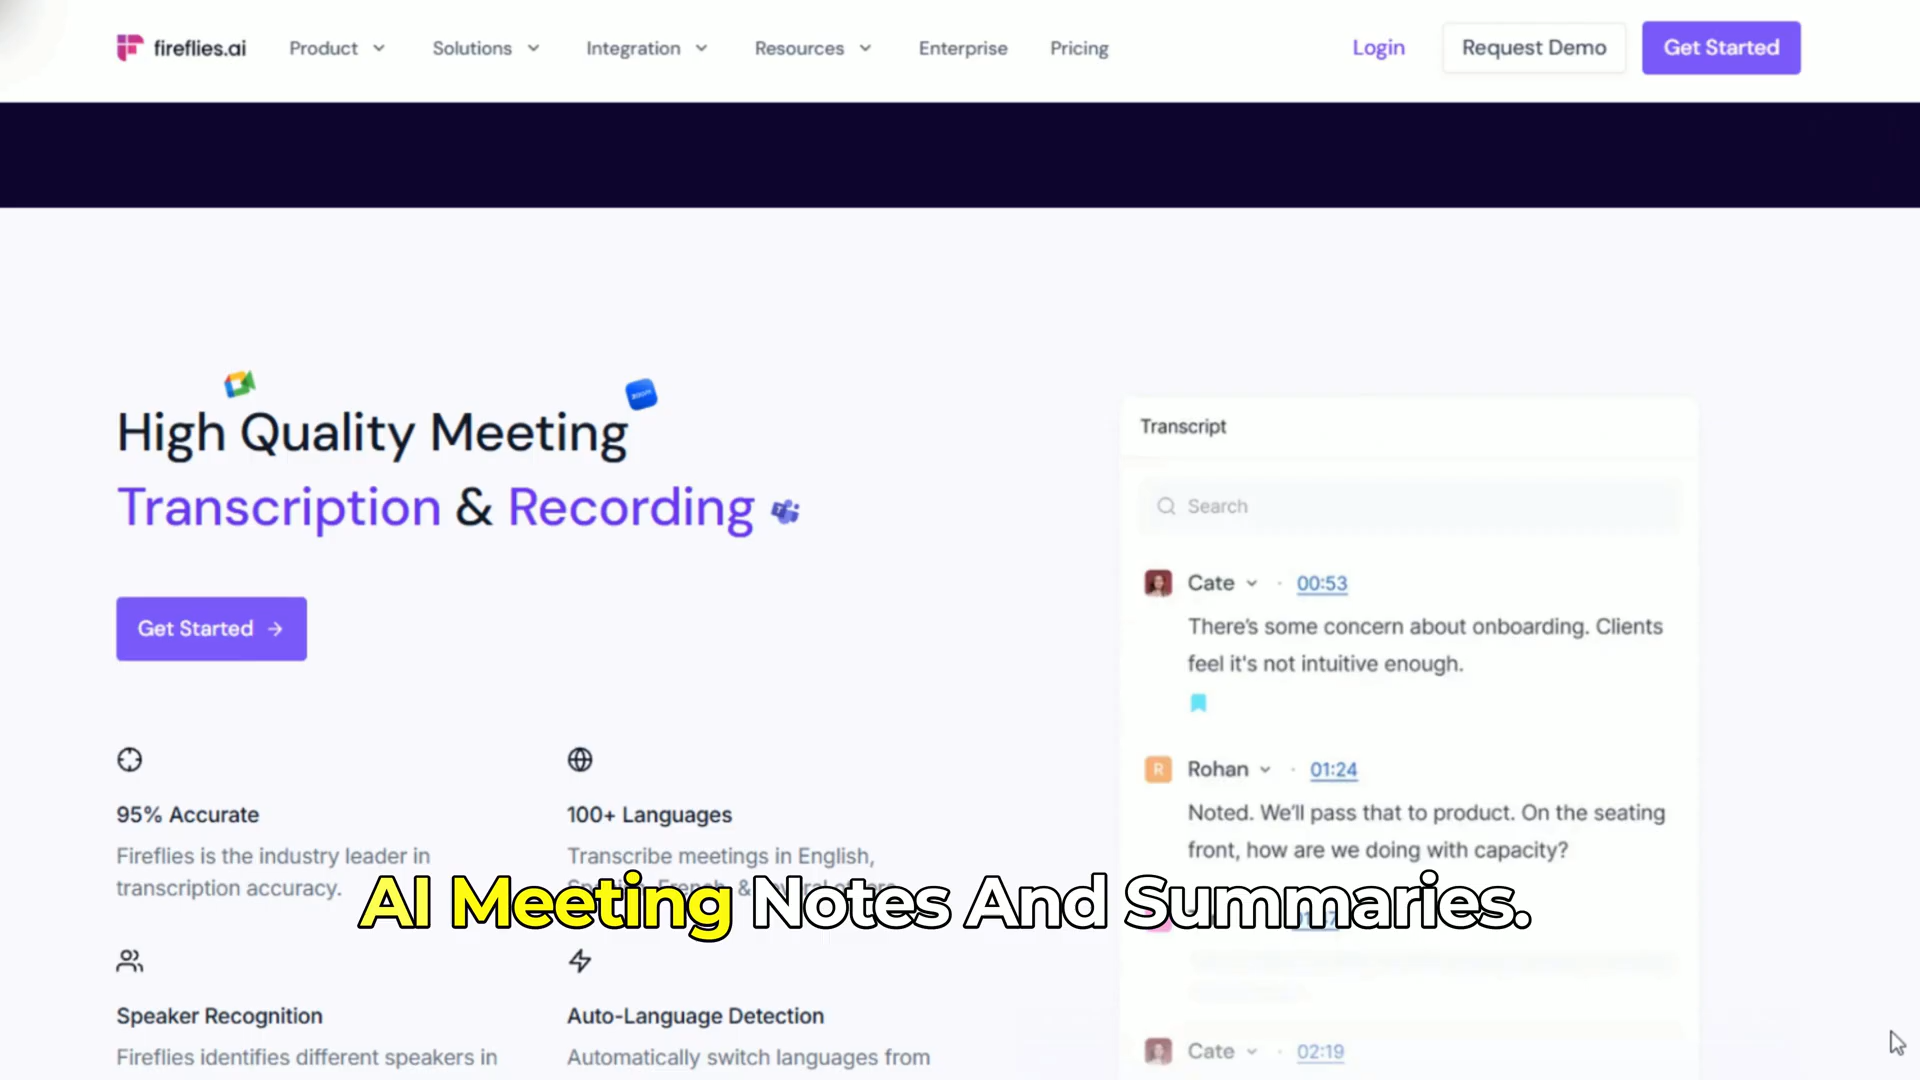 fireflies.ai Product Solutions Integration Resources Enterprise Pricing Login Request Demo Get Started
zoom
High Quality Meeting
Transcription & Recording
T
Get Started
95% Accurate
Fireflies is the industry leader in
transcription accuracy.
100+ Languages
Transcribe meetings in English,
AI Meeting Notes And Summaries.
Speaker Recognition
Fireflies identifies different speakers in
Auto-Language Detection
Automatically switch languages from
Transcript
Search
Cate · 00:53
There's some concern about onboarding. Clients
feel it's not intuitive enough.
R Rohan · 01:24
Noted. We'll pass that to product. On the seating
front, how are we doing with capacity?
Cate · 02:19